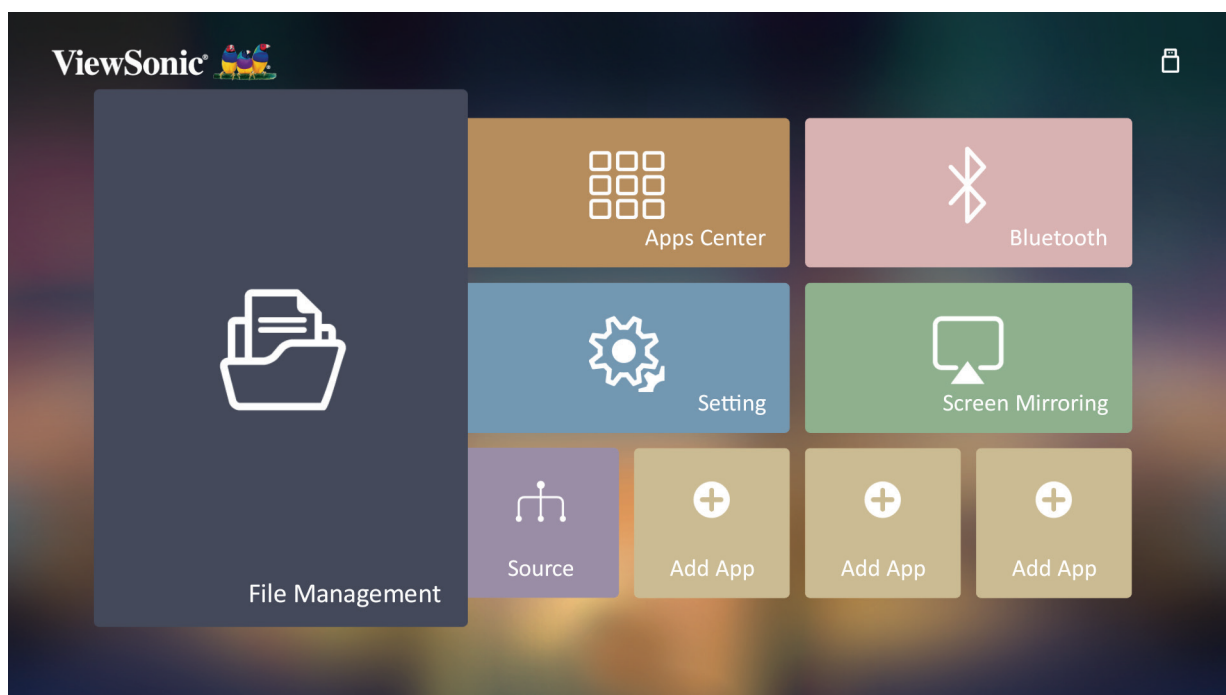 ViewSonic®
Apps Center
Bluetooth
Setting
Screen Mirroring
File Management
Source
Add App
Add App
Add App